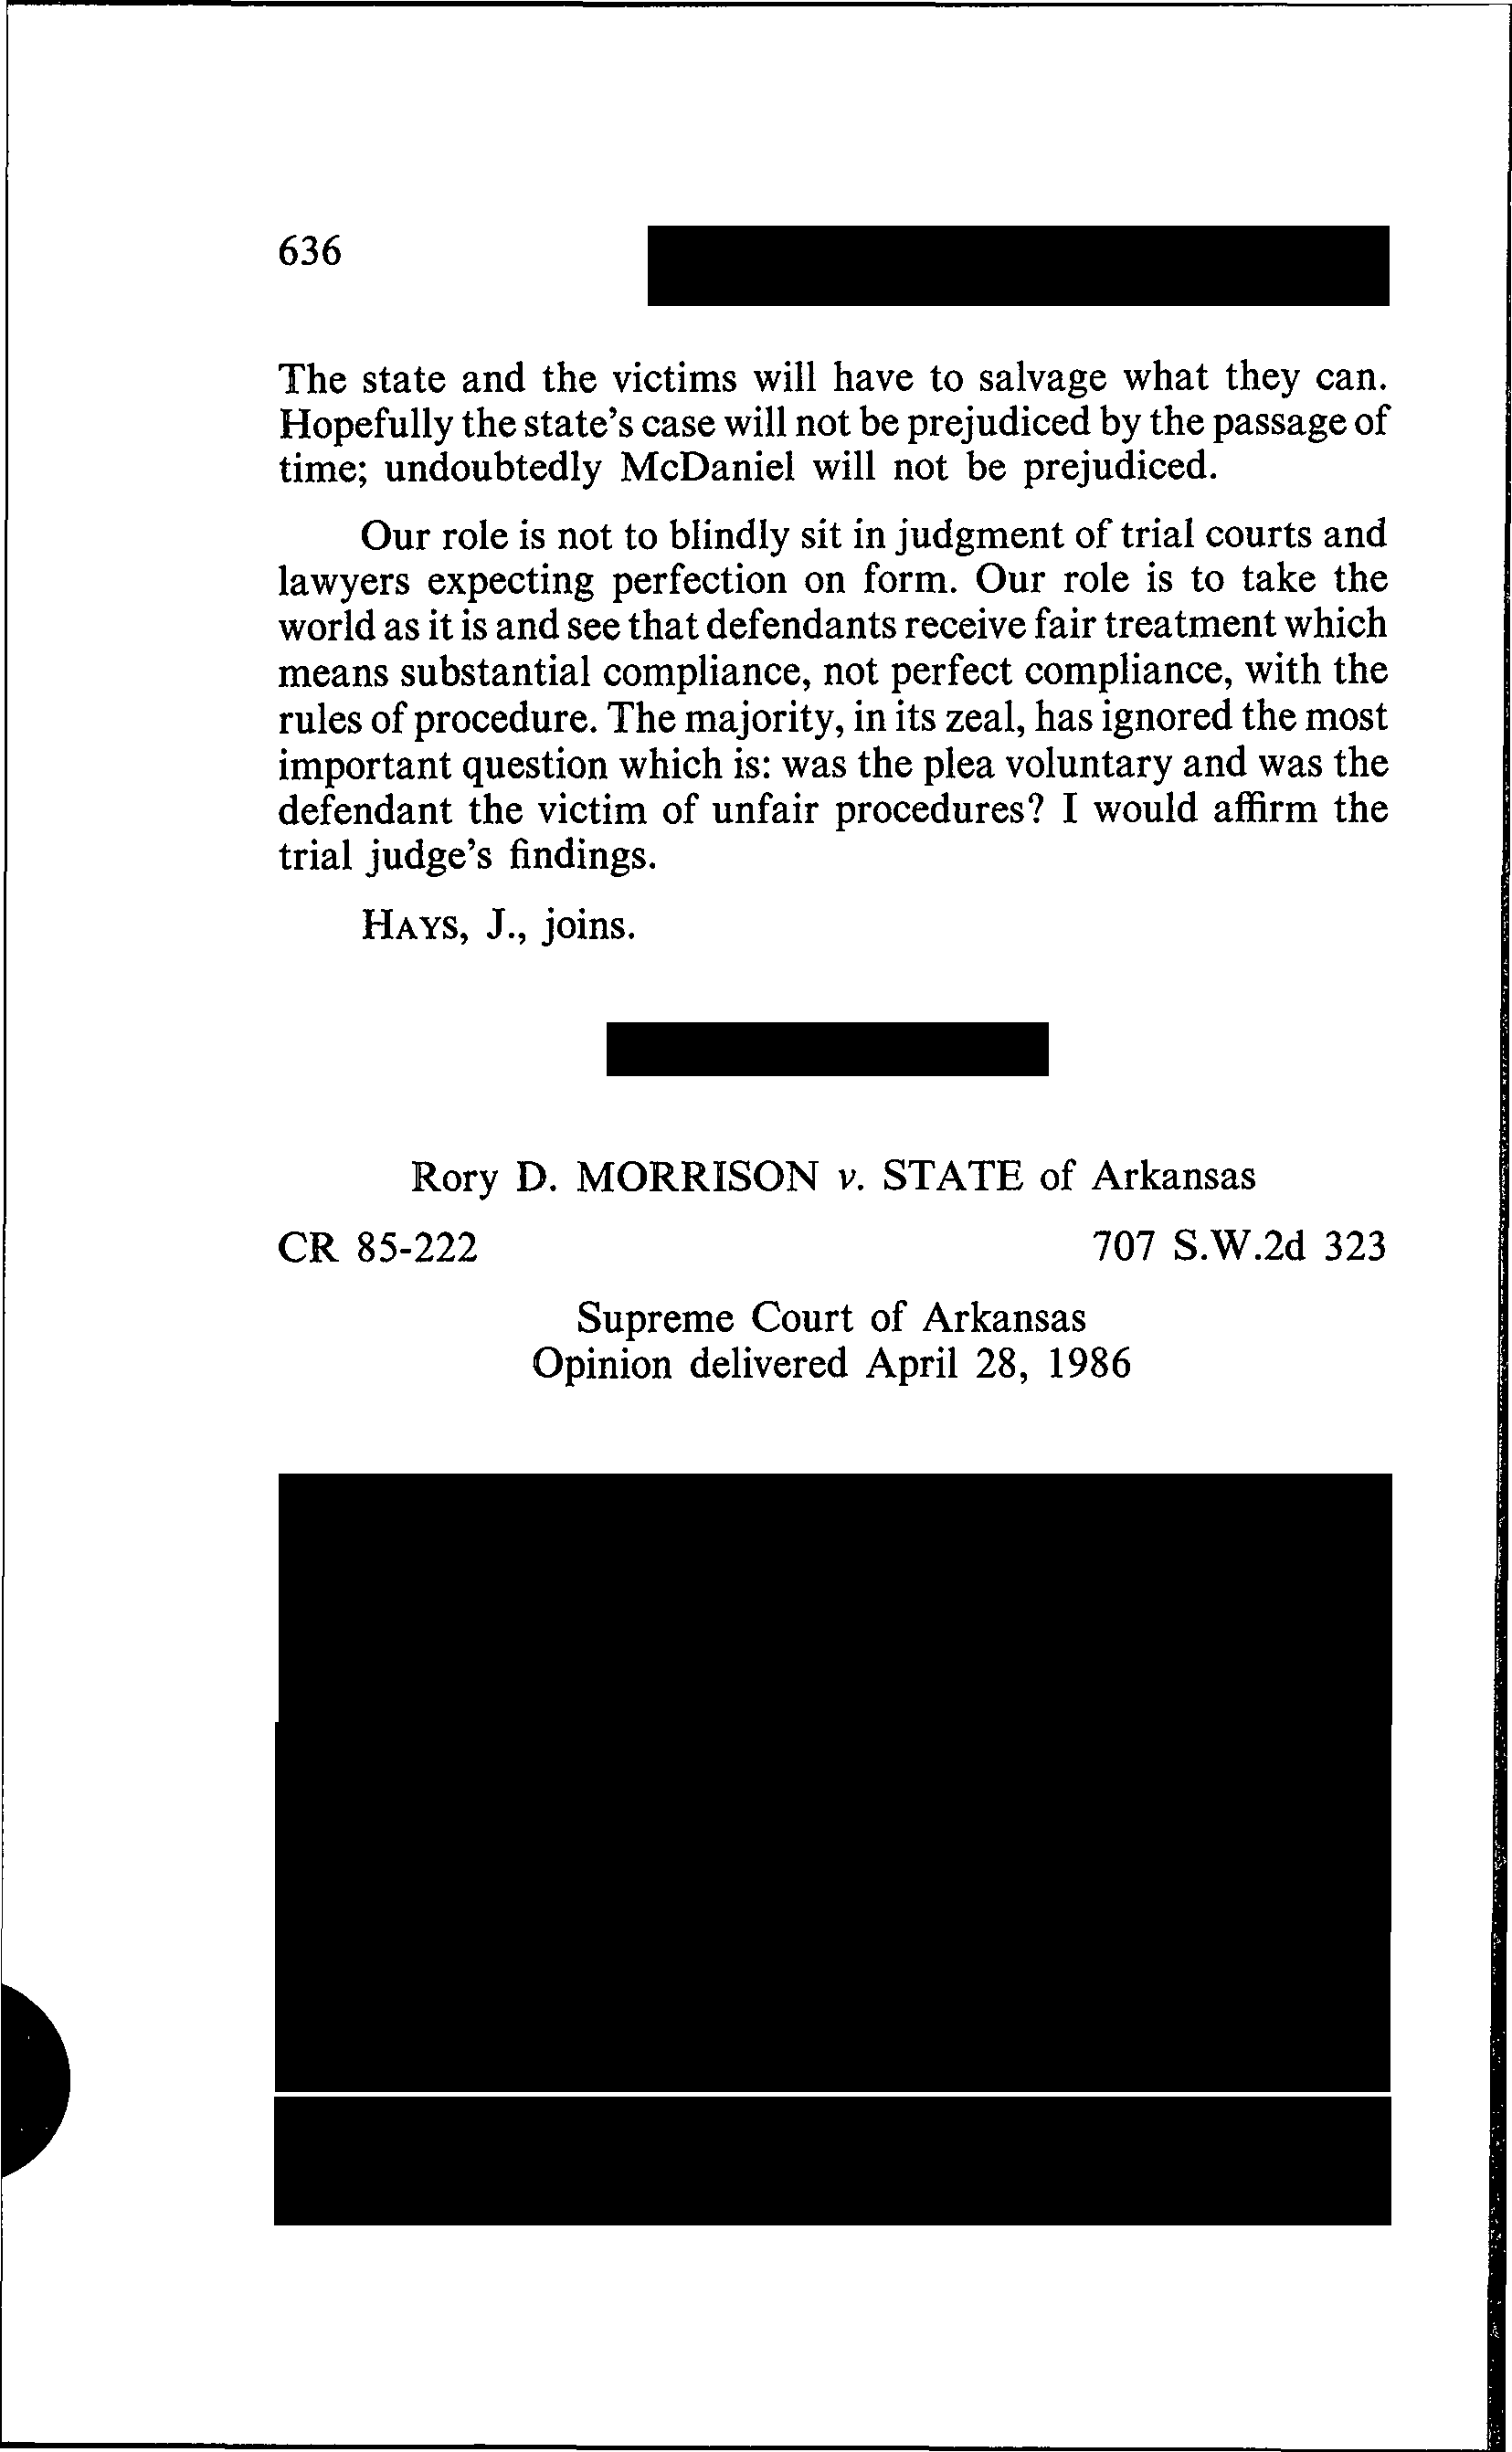 636
The state and the victims will have to salvage what they can.
Hopefully the state's case will not be prejudiced by the passage of
time; undoubtedly McDaniel will not be prejudiced.
Our role is not to blindly sit in judgment of trial courts and
lawyers expecting perfection on form. Our role is to take the
world as it is and see that defendants receive fair treatment which
means substantial compliance, not perfect compliance, with the
rules of procedure. The majority, in its zeal, has ignored the most
important question which is: was the plea voluntary and was the
defendant the victim of unfair procedures? I would affirm the
trial judge's findings.
HAYS, J., joins.
Rory D. MORRISON v. STATE of Arkansas
CR 85-222 707 S.W.2d 323
Supreme Court of Arkansas
Opinion delivered April 28, 1986